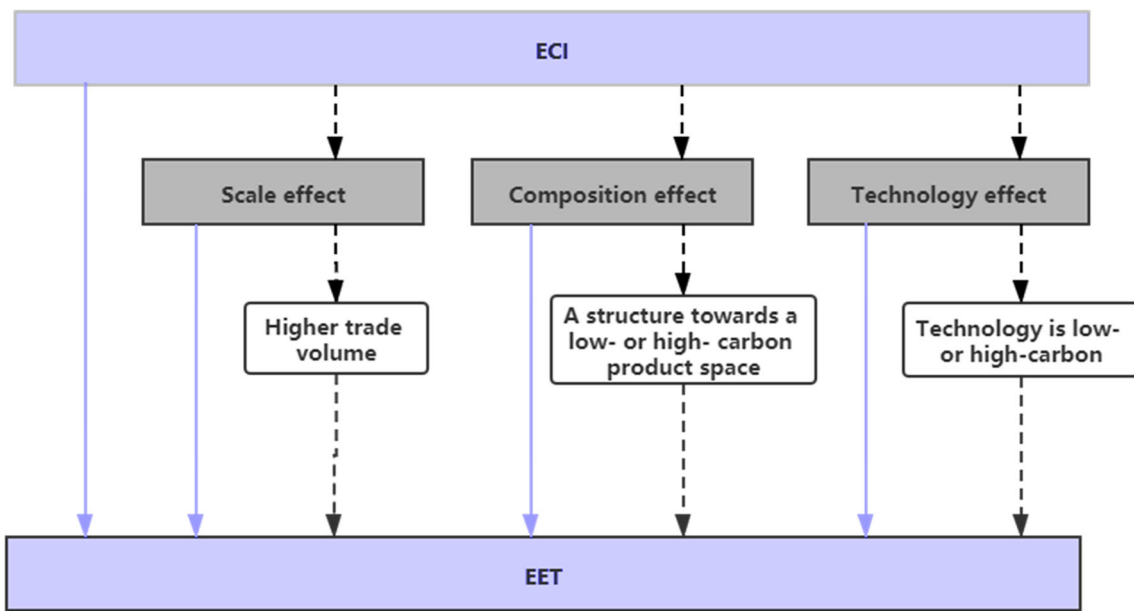 ECI
Scale effect
Composition effect
Technology effect
Higher trade
volume
A structure towards a
low- or high- carbon
product space
Technology is low-
or high-carbon
EET